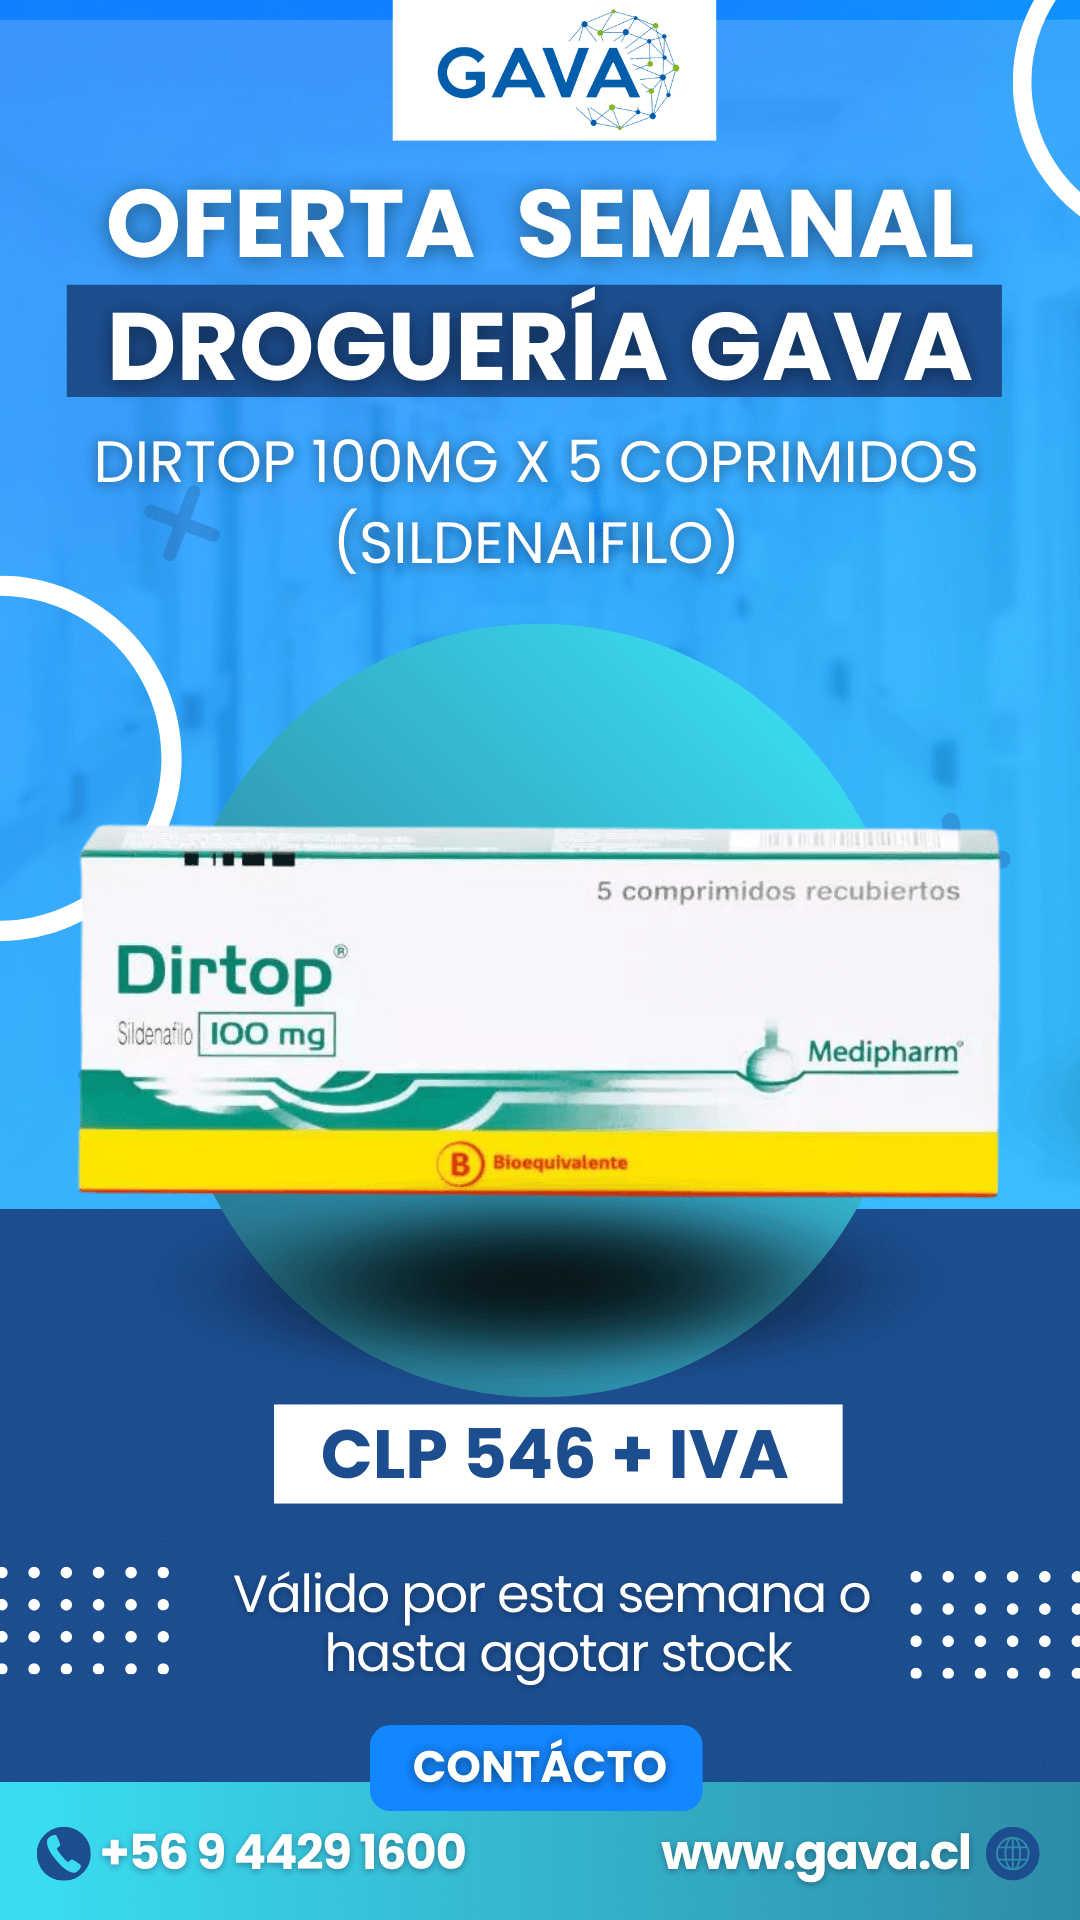 GAVA
OFERTA SEMANAL
DROGUERÍA GAVA
DIRTOP 100MG X 5 COPRIMIDOS
(SILDENAIFILO)
5 comprimidos recubiertos
Dirtop®
Sildenafilo 100 mg
Medipharm®
B Bioequivalente
CLP 546 + IVA
Válido por esta semana o
hasta agotar stock
CONTÁCTO
+56 9 4429 1600
www.gava.cl